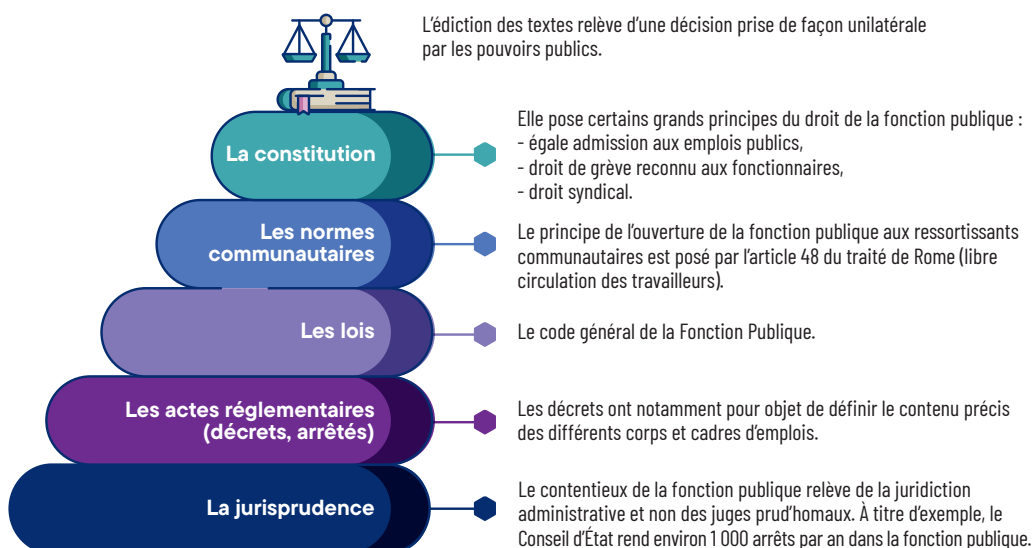 L'édiction des textes relève d'une décision prise de façon unilatérale
par les pouvoirs publics.
La constitution
Elle pose certains grands principes du droit de la fonction publique :
- égale admission aux emplois publics,
- droit de grève reconnu aux fonctionnaires,
- droit syndical.
Les normes
communautaires
Le principe de l'ouverture de la fonction publique aux ressortissants
communautaires est posé par l'article 48 du traité de Rome (libre
circulation des travailleurs).
Les lois
Le code général de la Fonction Publique.
Les actes réglementaires
(décrets, arrêtés)
Les décrets ont notamment pour objet de définir le contenu précis
des différents corps et cadres d'emplois.
La jurisprudence
Le contentieux de la fonction publique relève de la juridiction
administrative et non des juges prud'homaux. À titre d'exemple, le
Conseil d'État rend environ 1 000 arrêts par an dans la fonction publique.